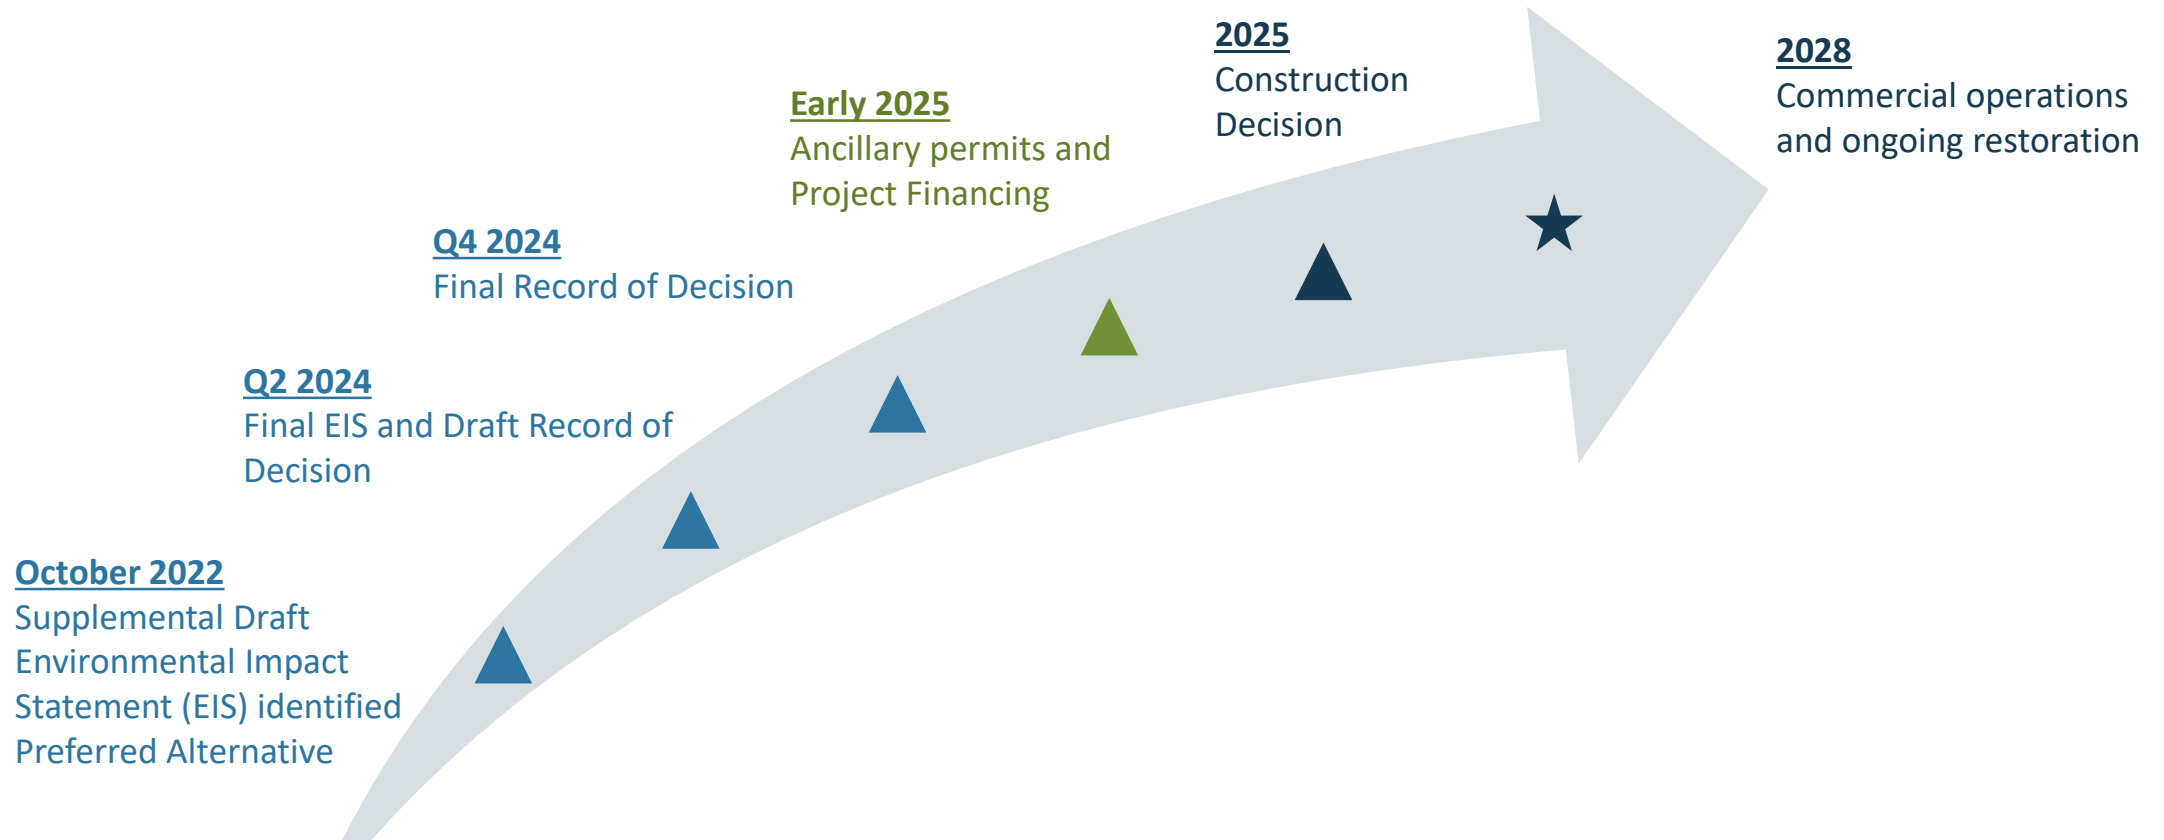 October 2022
Supplemental Draft
Environmental Impact
Statement (EIS) identified
Preferred Alternative
Q2 2024
Final EIS and Draft Record of
Decision
Q4 2024
Final Record of Decision
Early 2025
Ancillary permits and
Project Financing
2025
Construction
Decision
2028
Commercial operations
and ongoing restoration